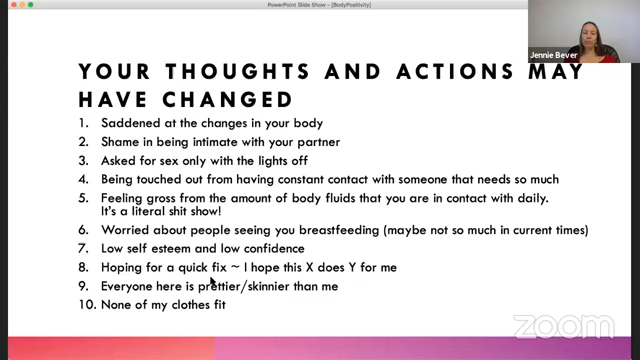 PowerPoint Slide Show - [BodyPositivity]
Jennie Bever
YOUR THOUGHTS AND ACTIONS MAY
HAVE CHANGED
1. Saddened at the changes in your body
2. Shame in being intimate with your partner
3. Asked for sex only with the lights off
4. Being touched out from having constant contact with someone that needs so much
5. Feeling gross from the amount of body fluids that you are in contact with daily.
It's a literal shit show!
6. Worried about people seeing you breastfeeding (maybe not so much in current times)
7. Low self esteem and low confidence
8. Hoping for a quick fix ~ I hope this X does Y for me
9. Everyone here is prettier/skinnier than me
10. None of my clothes fit
zoom